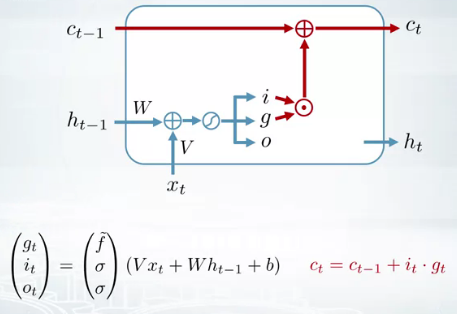 c_{t-1} c_t
i
W
h_{t-1} g
V o h_t
x_t
\begin{pmatrix} g_t \\ i_t \\ o_t \end{pmatrix} = \begin{pmatrix} \tilde{f} \\ \sigma \\ \sigma \end{pmatrix} (Vx_t + Wh_{t-1} + b) c_t = c_{t-1} + i_t \cdot g_t